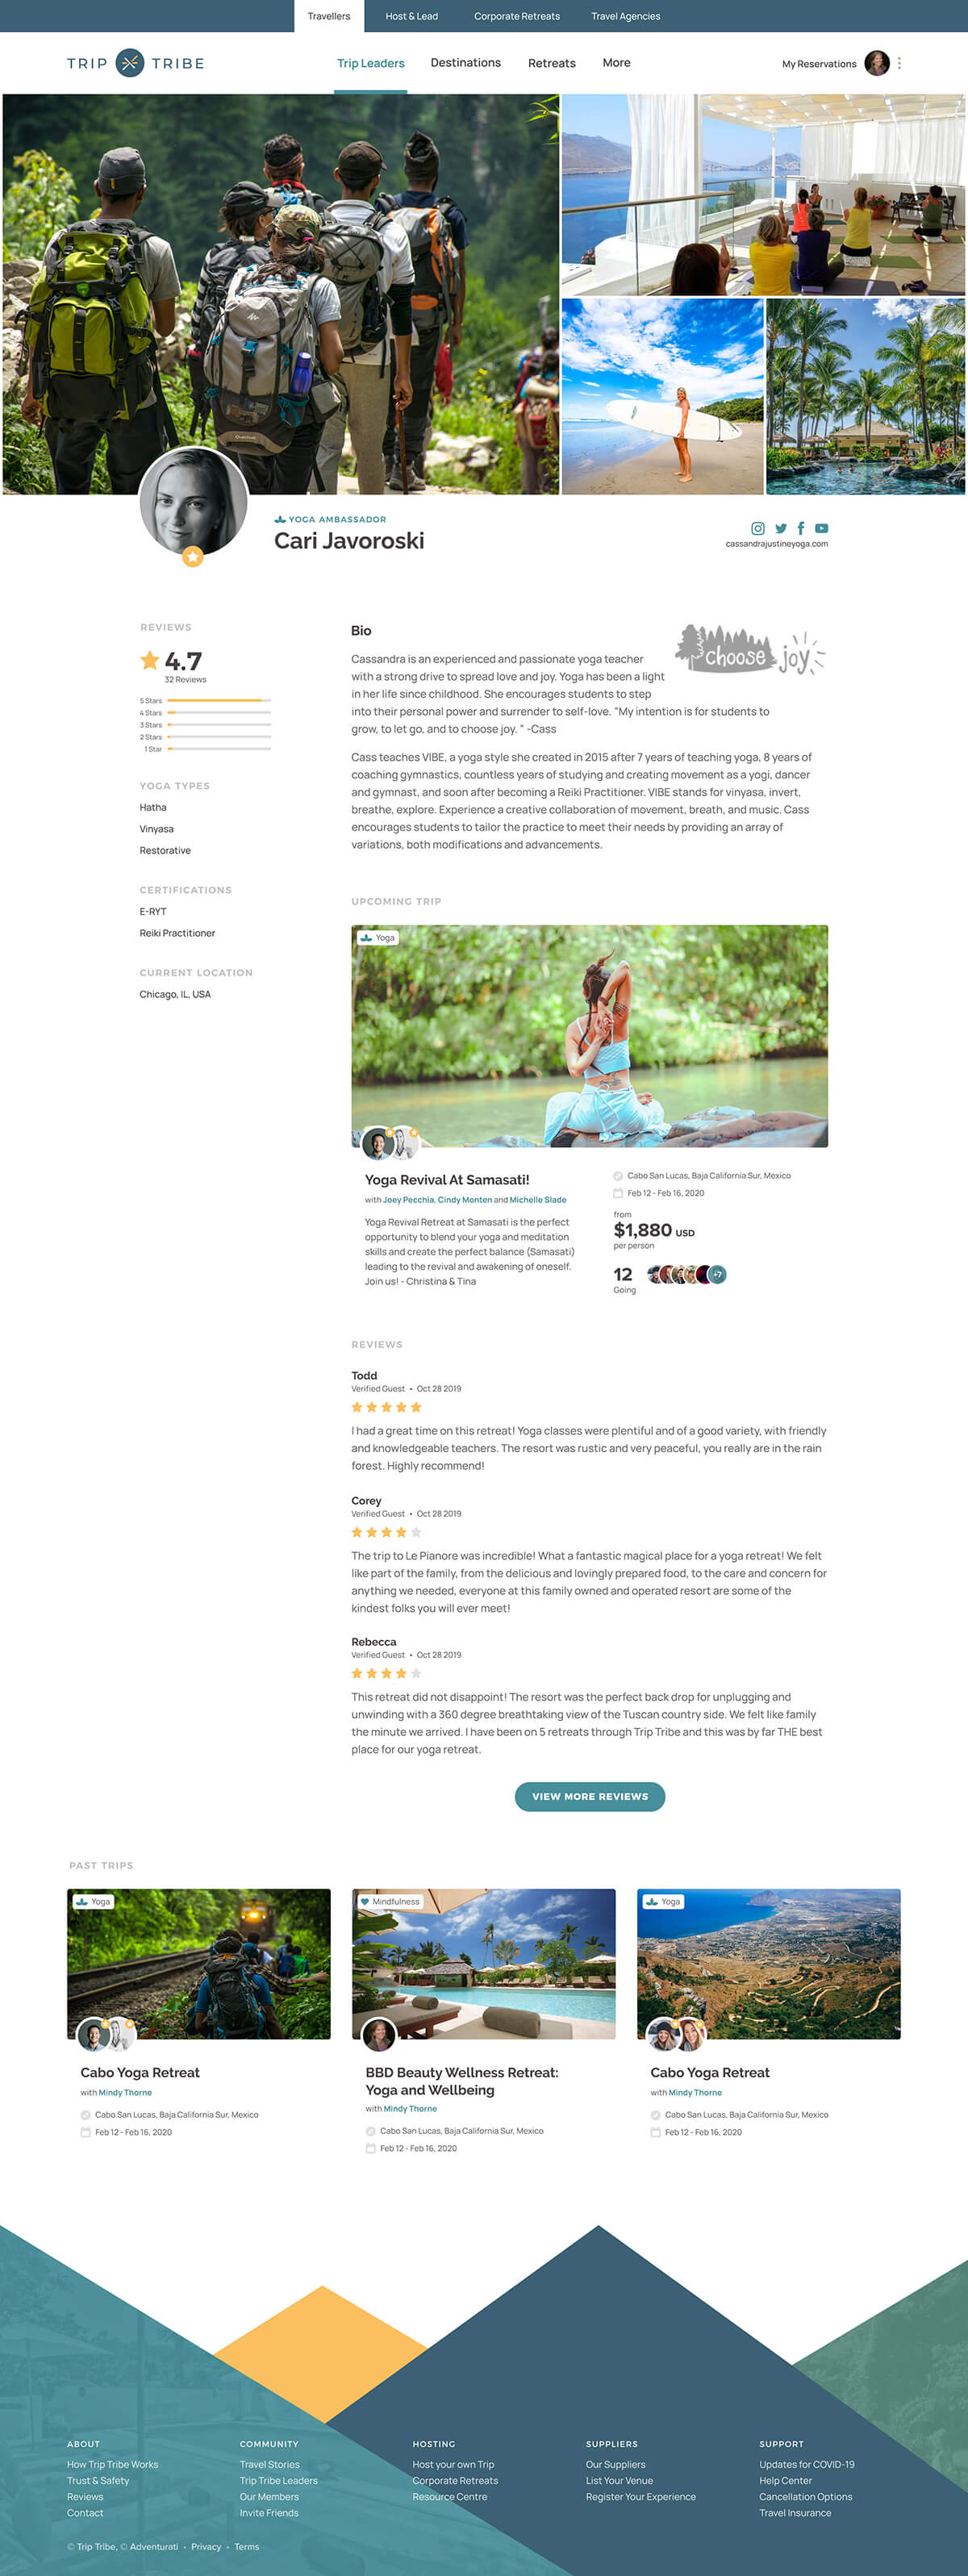 Travellers Host & Lead Corporate Retreats Travel Agencies
TRIP TRIBE Trip Leaders Destinations Retreats More My Reservations
YOGA AMBASSADOR
Cari Javoroski
cassandrajustineyoga.com
REVIEWS
4.7
32 Reviews
5 Stars
4 Stars
3 Stars
2 Stars
1 Star
YOGA TYPES
Hatha
Vinyasa
Restorative
CERTIFICATIONS
E-RYT
Reiki Practitioner
CURRENT LOCATION
Chicago, IL, USA
Bio
choose joy
Cassandra is an experienced and passionate yoga teacher
with a strong drive to spread love and joy. Yoga has been a light
in her life since childhood. She encourages students to step
into their personal power and surrender to self-love. "My intention is for students to
grow, to let go, and to choose joy. " -Cass
Cass teaches VIBE, a yoga style she created in 2015 after 7 years of teaching yoga, 8 years of
coaching gymnastics, countless years of studying and creating movement as a yogi, dancer
and gymnast, and soon after becoming a Reiki Practitioner. VIBE stands for vinyasa, invert,
breathe, explore. Experience a creative collaboration of movement, breath, and music. Cass
encourages students to tailor the practice to meet their needs by providing an array of
variations, both modifications and advancements.
UPCOMING TRIP
Yoga
Yoga Revival At Samasati!
with Joey Pecchia, Cindy Monten and Michelle Slade
Yoga Revival Retreat at Samasati is the perfect
opportunity to blend your yoga and meditation
skills and create the perfect balance (Samasati)
leading to the revival and awakening of oneself.
Join us! - Christina & Tina
Cabo San Lucas, Baja California Sur, Mexico
Feb 12 - Feb 16, 2020
from
$1,880 USD
per person
12 +7
Going
REVIEWS
Todd
Verified Guest • Oct 28 2019
I had a great time on this retreat! Yoga classes were plentiful and of a good variety, with friendly
and knowledgeable teachers. The resort was rustic and very peaceful, you really are in the rain
forest. Highly recommend!
Corey
Verified Guest • Oct 28 2019
The trip to Le Pianore was incredible! What a fantastic magical place for a yoga retreat! We felt
like part of the family, from the delicious and lovingly prepared food, to the care and concern for
anything we needed, everyone at this family owned and operated resort are some of the
kindest folks you will ever meet!
Rebecca
Verified Guest • Oct 28 2019
This retreat did not disappoint! The resort was the perfect back drop for unplugging and
unwinding with a 360 degree breathtaking view of the Tuscan country side. We felt like family
the minute we arrived. I have been on 5 retreats through Trip Tribe and this was by far THE best
place for our yoga retreat.
VIEW MORE REVIEWS
PAST TRIPS
Yoga
Cabo Yoga Retreat
with Mindy Thorne
Cabo San Lucas, Baja California Sur, Mexico
Feb 12 - Feb 16, 2020
Mindfulness
BBD Beauty Wellness Retreat:
Yoga and Wellbeing
with Mindy Thorne
Cabo San Lucas, Baja California Sur, Mexico
Feb 12 - Feb 16, 2020
Yoga
Cabo Yoga Retreat
with Mindy Thorne
Cabo San Lucas, Baja California Sur, Mexico
Feb 12 - Feb 16, 2020
ABOUT
How Trip Tribe Works
Trust & Safety
Reviews
Contact
COMMUNITY
Travel Stories
Trip Tribe Leaders
Our Members
Invite Friends
HOSTING
Host your own Trip
Corporate Retreats
Resource Centre
SUPPLIERS
Our Suppliers
List Your Venue
Register Your Experience
SUPPORT
Updates for COVID-19
Help Center
Cancellation Options
Travel Insurance
© Trip Tribe, © Adventurati • Privacy • Terms